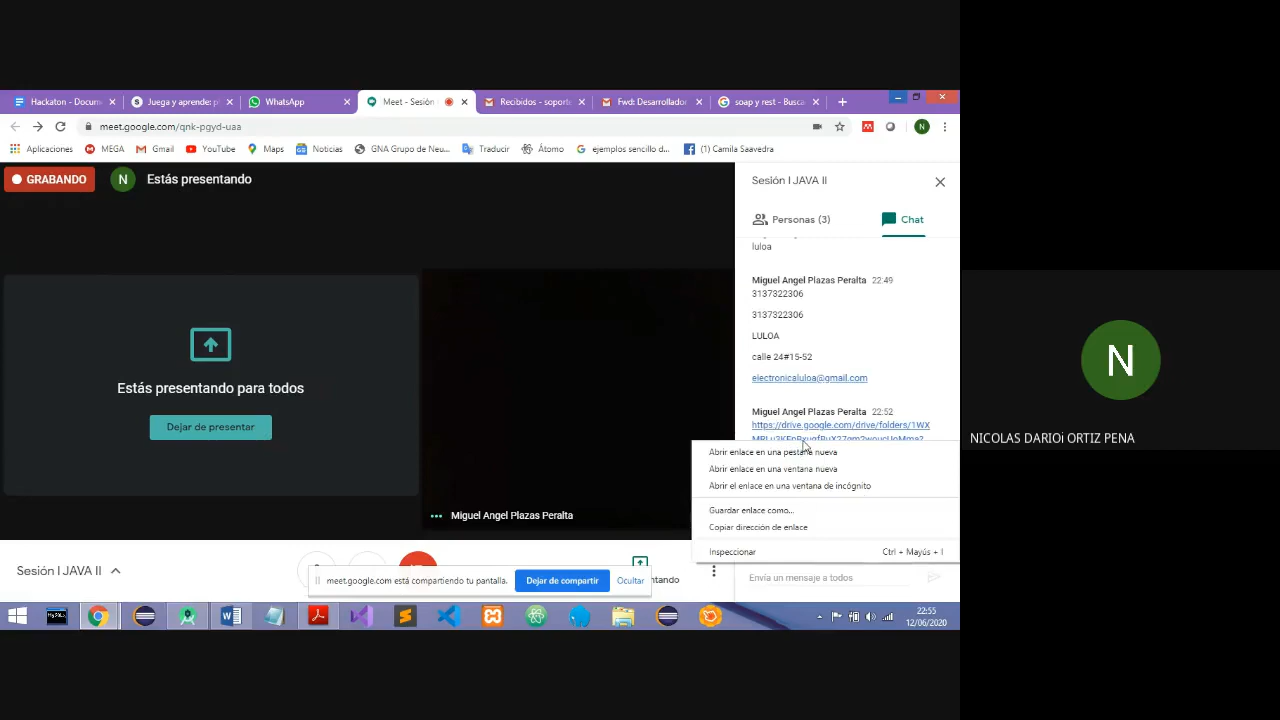 Hackaton - Docum
Juega y aprende: p
WhatsApp
Meet - Sesión
Recibidos - soport
Fwd: Desarrollador
soap y rest - Busca
meet.google.com/qnk-pgyd-uaa
N
Aplicaciones
MEGA
Gmail
YouTube
Maps
Noticias
GNA Grupo de Neu...
Traducir
Átomo
ejemplos sencillo d...
(1) Camila Saavedra
GRABANDO
N
Estás presentando
Sesión I JAVA II
Personas (3)
Chat
luloa
Miguel Angel Plazas Peralta 22:49
3137322306
3137322306
LULOA
calle 24#15-52
electronicaluloa@gmail.com
Miguel Angel Plazas Peralta 22:52
https://drive.google.com/drive/folders/1WX
Abrir enlace en una pestaña nueva
Abrir enlace en una ventana nueva
Abrir el enlace en una ventana de incógnito
Guardar enlace como...
Copiar dirección de enlace
Inspeccionar Ctrl + Mayús + I
Estás presentando para todos
Dejar de presentar
Miguel Angel Plazas Peralta
N
NICOLAS DARIOi ORTIZ PENA
Sesión I JAVA II
meet.google.com está compartiendo tu pantalla.
Dejar de compartir
Ocultar
ntando
Envía un mensaje a todos
22:55
12/06/2020